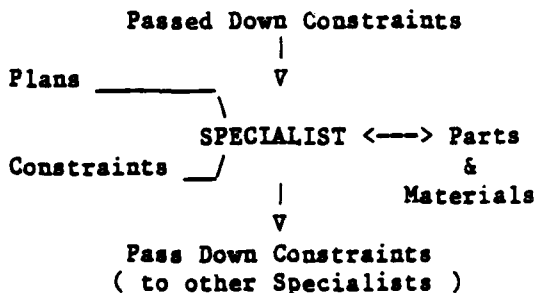 Passed Down Constraints
Plans
SPECIALIST <---> Parts
Constraints &
Materials
Pass Down Constraints
( to other Specialists )